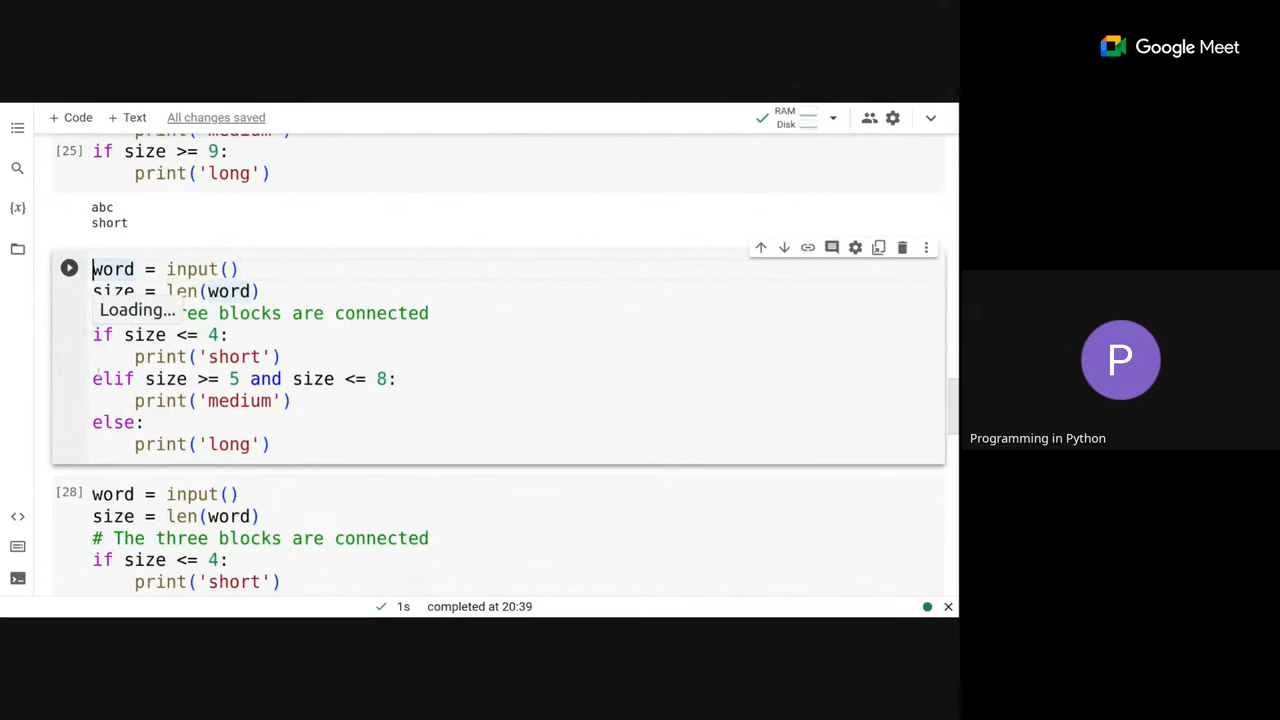 Google Meet
+ Code + Text All changes saved RAM
Disk
print('medium')
[25] if size >= 9:
print('long')
abc
short
{x}
word = input()
size = len(word)
Loading... ree blocks are connected
if size <= 4:
print('short')
elif size >= 5 and size <= 8:
print('medium')
else:
print('long')
P
Programming in Python
[28] word = input()
size = len(word)
# The three blocks are connected
if size <= 4:
print('short')
1s completed at 20:39